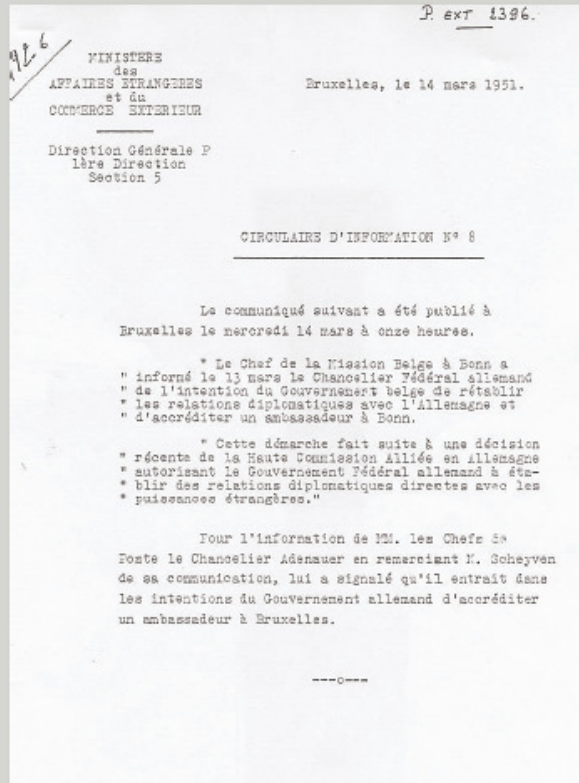 P. EXT 2396.
MINISTERE
des
AFFAIRES ETRANGERES
et du
COMMERCE EXTERIEUR
Bruxelles, le 14 mars 1951.
Direction Générale P
1ère Direction
Section 5
CIRCULAIRE D'INFORMATION N° 8
Le communiqué suivant a été publié à
Bruxelles le mercredi 14 mars à onze heures.
" Le Chef de la Mission Belge à Bonn a
" informé le 13 mars le Chancelier Fédéral allemand
" de l'intention du Gouvernement belge de rétablir
" les relations diplomatiques avec l'Allemagne et
" d'accréditer un ambassadeur à Bonn.
" Cette démarche fait suite à une décision
" récente de la Haute Commission Alliée en Allemagne
" autorisant le Gouvernement Fédéral allemand à éta-
" blir des relations diplomatiques directes avec les
" puissances étrangères."
Pour l'information de MM. les Chefs de
Poste le Chancelier Adenauer en remerciant M. Scheyven
de sa communication, lui a signalé qu'il entrait dans
les intentions du Gouvernement allemand d'accréditer
un ambassadeur à Bruxelles.
---o---